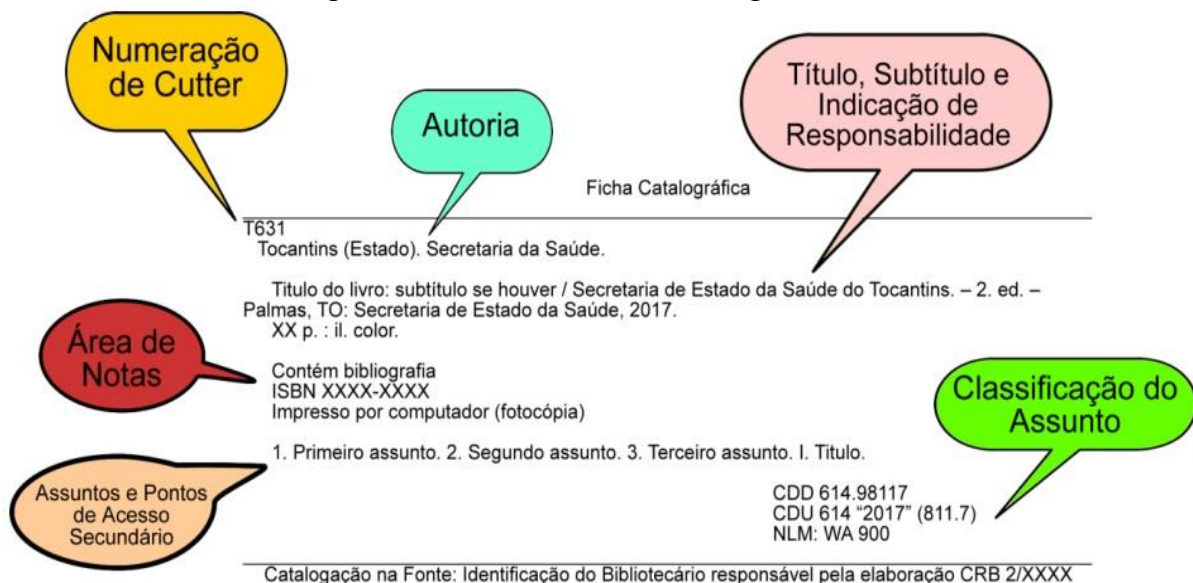 Numeração
de Cutter
Autoria
Título, Subtítulo e
Indicação de
Responsabilidade
Ficha Catalográfica
T631
Tocantins (Estado). Secretaria da Saúde.
Titulo do livro: subtítulo se houver / Secretaria de Estado da Saúde do Tocantins. – 2. ed. –
Palmas, TO: Secretaria de Estado da Saúde, 2017.
XX p. : il. color.
Área de
Notas
Contém bibliografia
ISBN XXXX-XXXX
Impresso por computador (fotocópia)
Classificação do
Assunto
1. Primeiro assunto. 2. Segundo assunto. 3. Terceiro assunto. I. Titulo.
Assuntos e Pontos
de Acesso
Secundário
CDD 614.98117
CDU 614 “2017” (811.7)
NLM: WA 900
Catalogação na Fonte: Identificação do Bibliotecário responsável pela elaboração CRB 2/XXXX